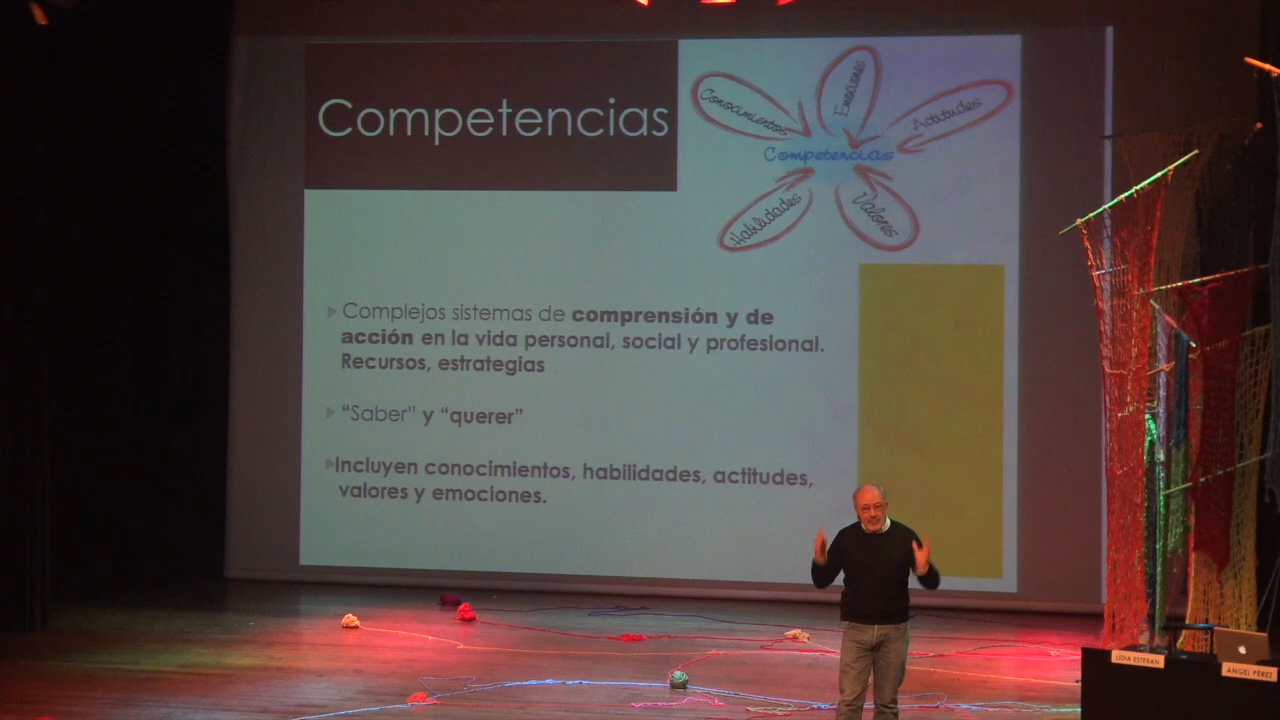 Competencias
Conocimientos
Emociones
Actitudes
Competencias
Habilidades
Valores
Complejos sistemas de comprensión y de
acción en la vida personal, social y profesional.
Recursos, estrategias
“Saber” y “querer”
Incluyen conocimientos, habilidades, actitudes,
valores y emociones.
LIDIA ESTEBAN
ÁNGEL PÉREZ